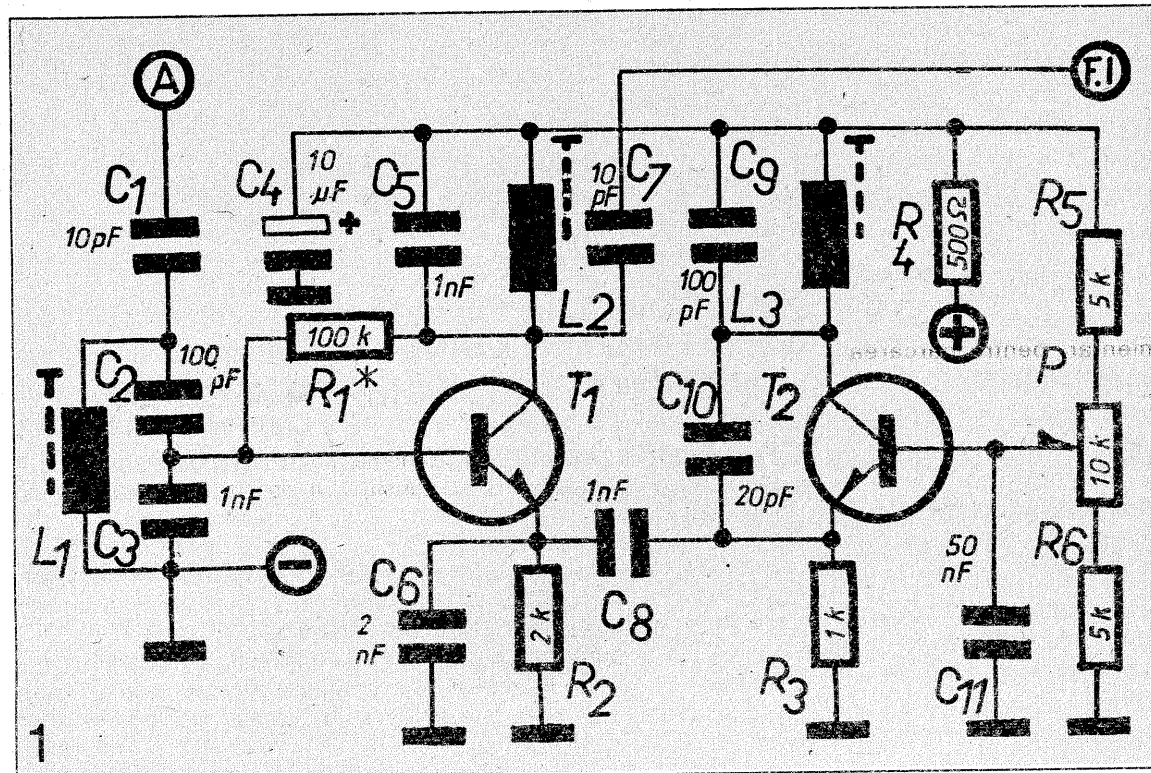 A
F.I
C1
10pF
C4
10
µF
+
C5
1nF
L2
10
pF
C7
C9
100
pF
L3
R
4
500Ω
+
R5
5k
C2
100
pF
100 k
R1*
T1
C10
T2
P
10 k
L1
C3
1nF
−
1nF
20pF
C6
2
nF
2 k
R2
C8
1k
R3
50
nF
C11
R6
5k
1